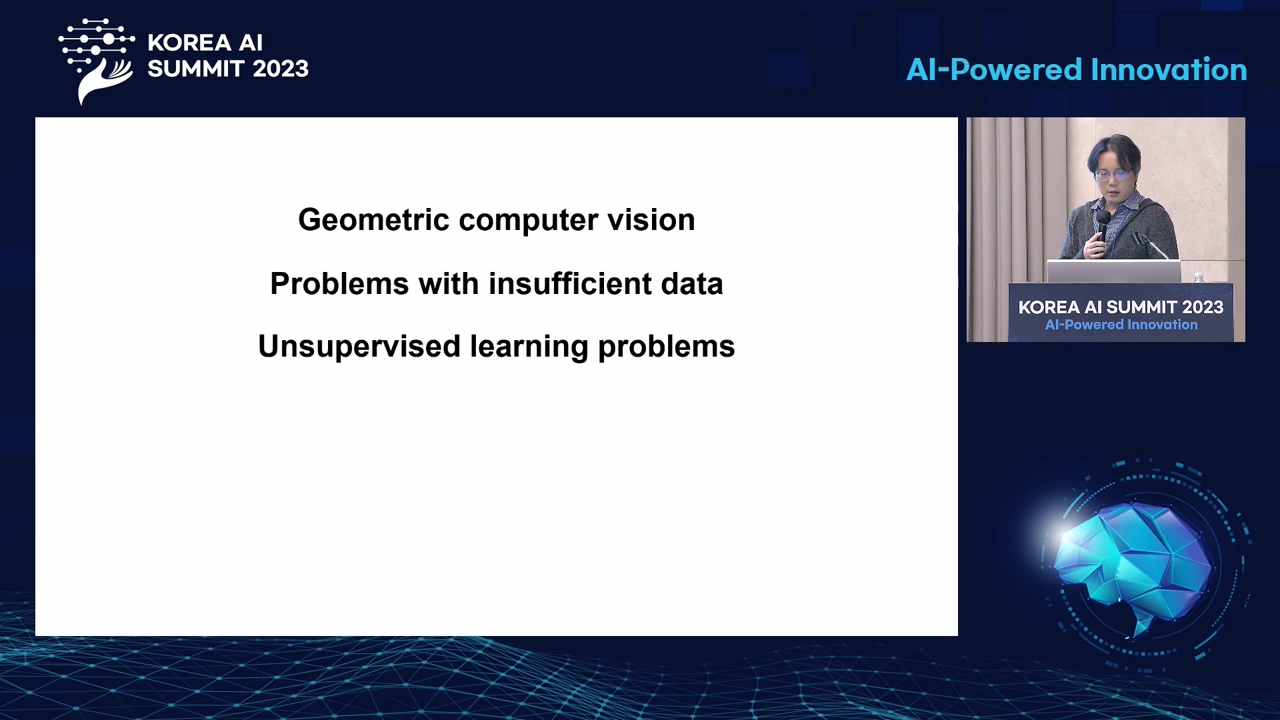 KOREA AI
SUMMIT 2023
AI-Powered Innovation
Geometric computer vision
Problems with insufficient data
Unsupervised learning problems
KOREA AI SUMMIT 2023
AI-Powered Innovation